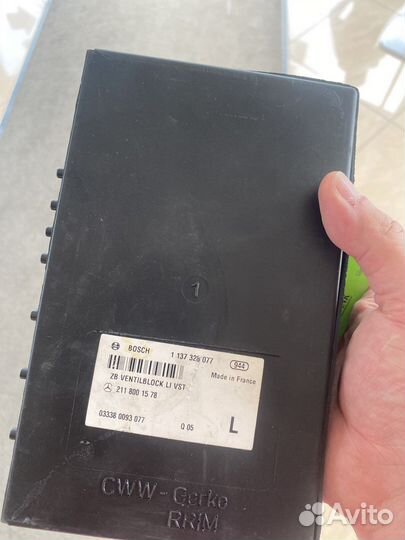 1
BOSCH 1 137 328 077 944
ZB VENTILBLOCK LI VST Made in France
211 800 15 78
03338 0093 077 Q 05 L
CWW - Gerko
RRiM
Avito